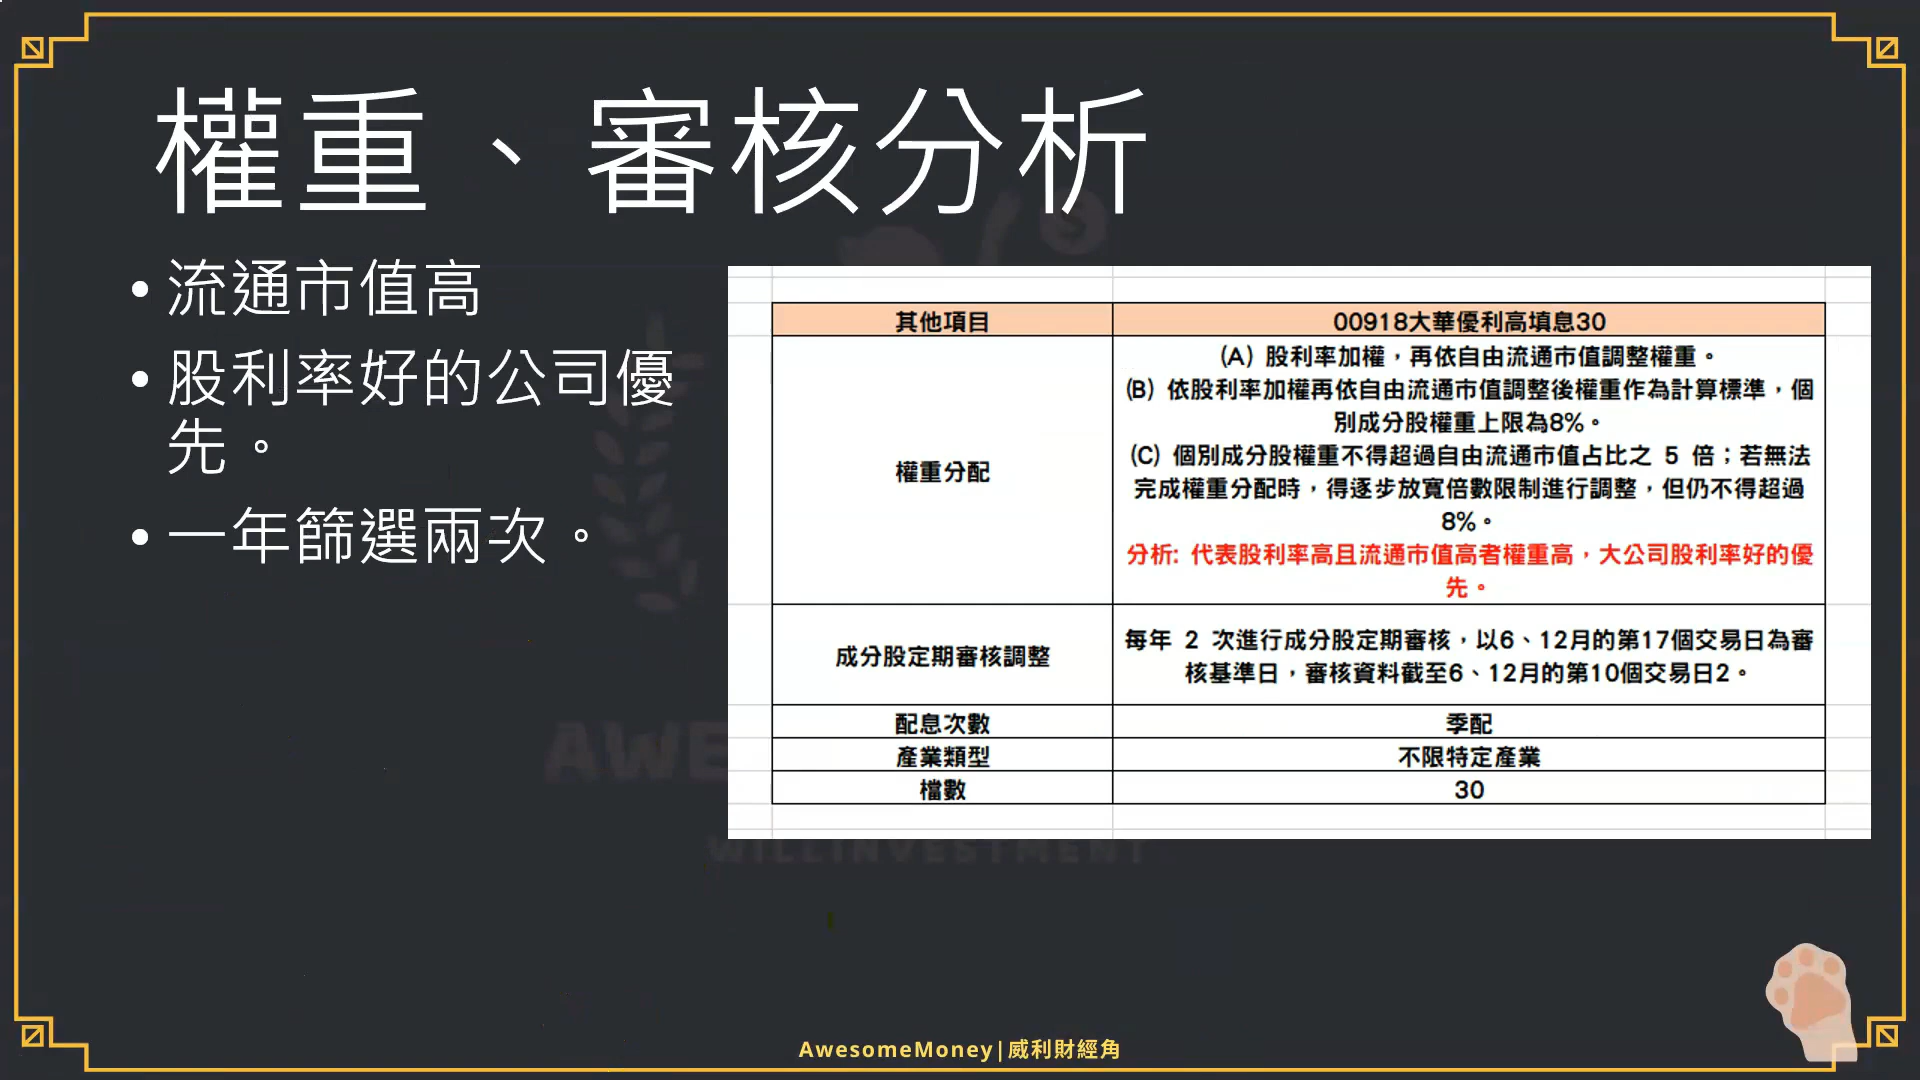 權重、審核分析
• 流通市值高
• 股利率好的公司優
先。
• 一年篩選兩次。
其他項目
00918大華優利高填息30
權重分配
(A) 股利率加權，再依自由流通市值調整權重。
(B) 依股利率加權再依自由流通市值調整後權重作為計算標準，個
別成分股權重上限為8%。
(C) 個別成分股權重不得超過自由流通市值占比之 5 倍；若無法
完成權重分配時，得逐步放寬倍數限制進行調整，但仍不得超過
8%。
分析: 代表股利率高且流通市值高者權重高，大公司股利率好的優
先。
成分股定期審核調整
每年 2 次進行成分股定期審核，以6、12月的第17個交易日為審
核基準日，審核資料截至6、12月的第10個交易日2。
配息次數
季配
產業類型
不限特定產業
檔數
30
AWE
WILLINVESTMENT
AwesomeMoney|威利財經角